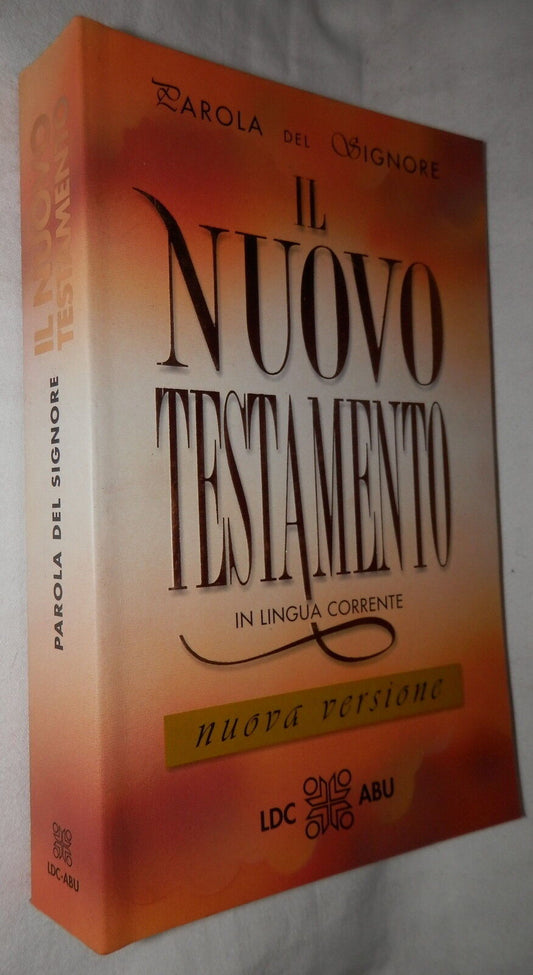 PAROLA DEL SIGNORE
IL
NUOVO
TESTAMENTO
IN LINGUA CORRENTE
nuova versione
LDC ABU
IL NUOVO
TESTAMENTO
PAROLA DEL SIGNORE
LDC-ABU